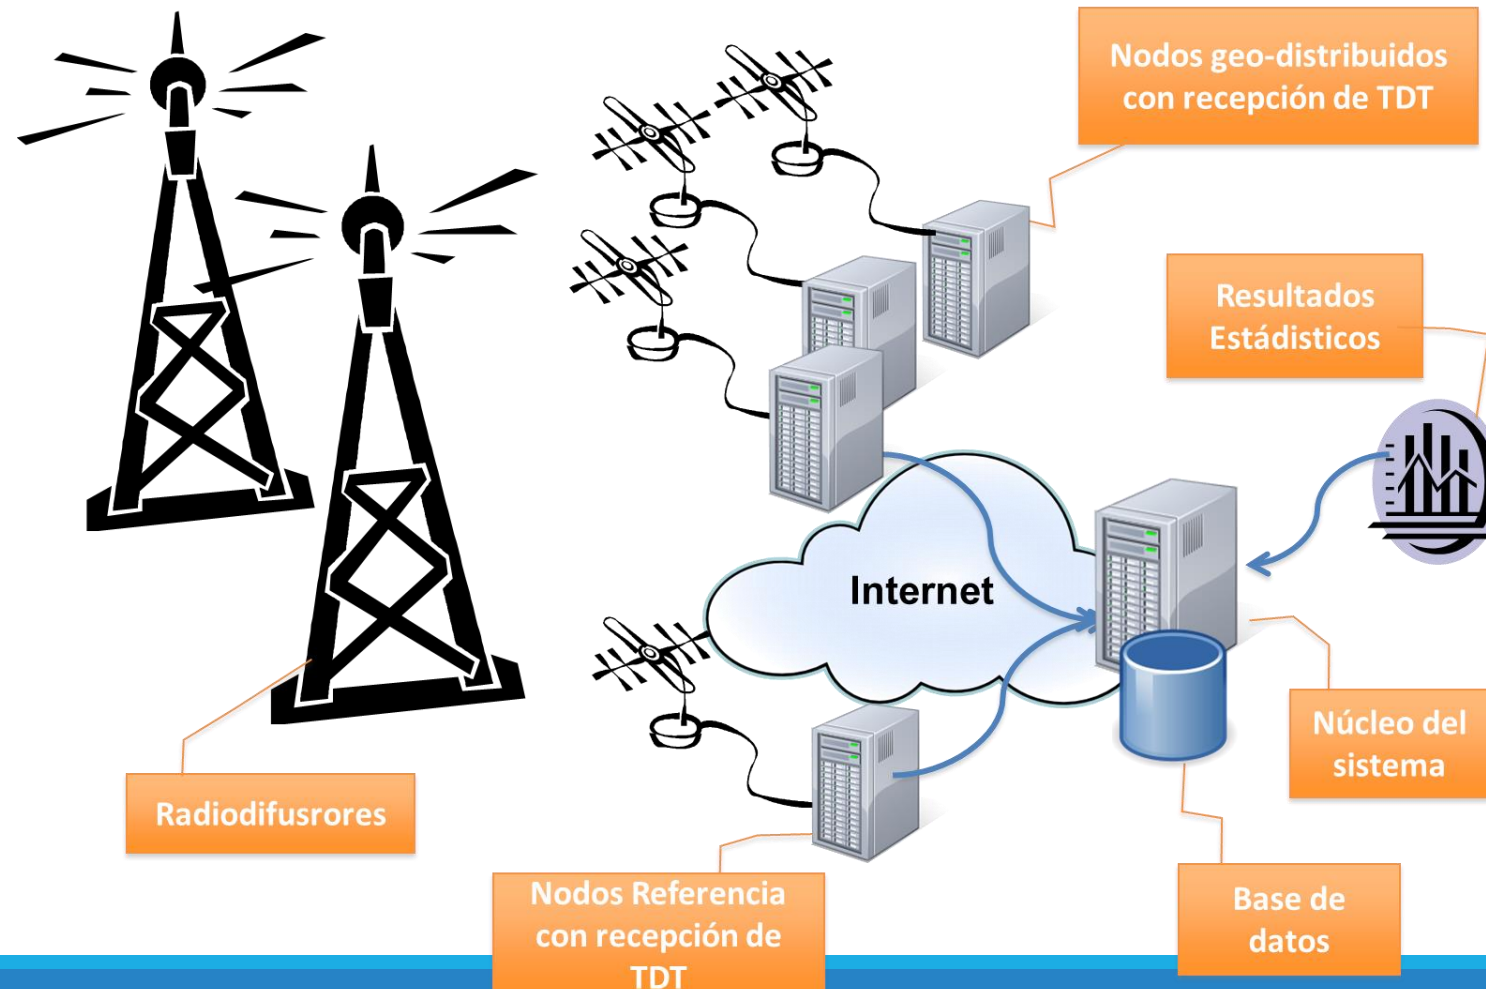 Nodos geo-distribuidos
con recepción de TDT
Resultados
Estádisticos
Internet
Núcleo del
sistema
Radiodifusrores
Nodos Referencia
con recepción de
TDT
Base de
datos